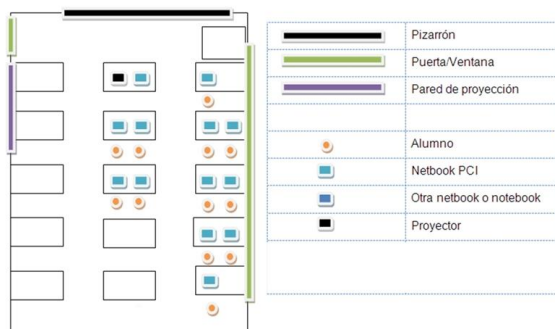 Pizarrón
Puerta/Ventana
Pared de proyección
Alumno
Netbook PCI
Otra netbook o notebook
Proyector